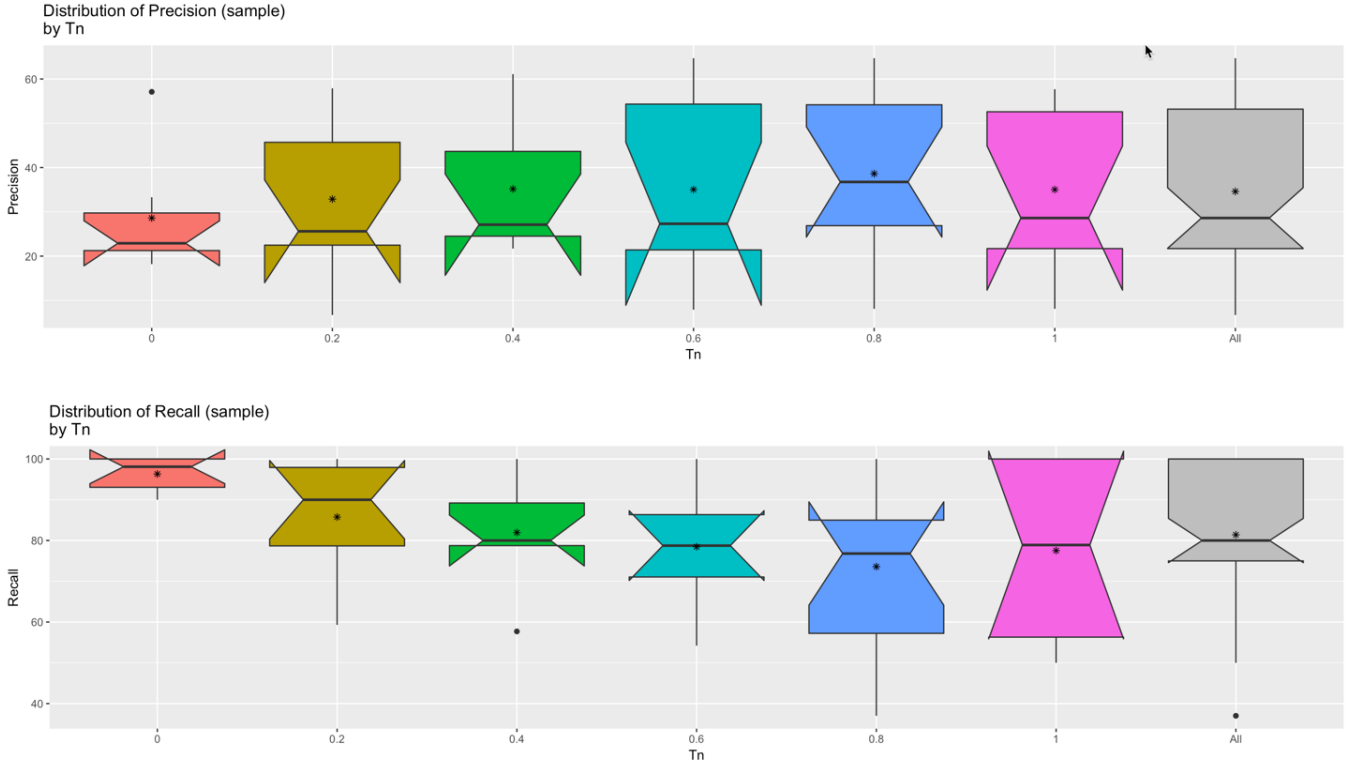 Distribution of Precision (sample)
by Tn
60
40
20
Precision
0 0.2 0.4 0.6 0.8 1 All
Tn
Distribution of Recall (sample)
by Tn
100
80
60
40
Recall
0 0.2 0.4 0.6 0.8 1 All
Tn